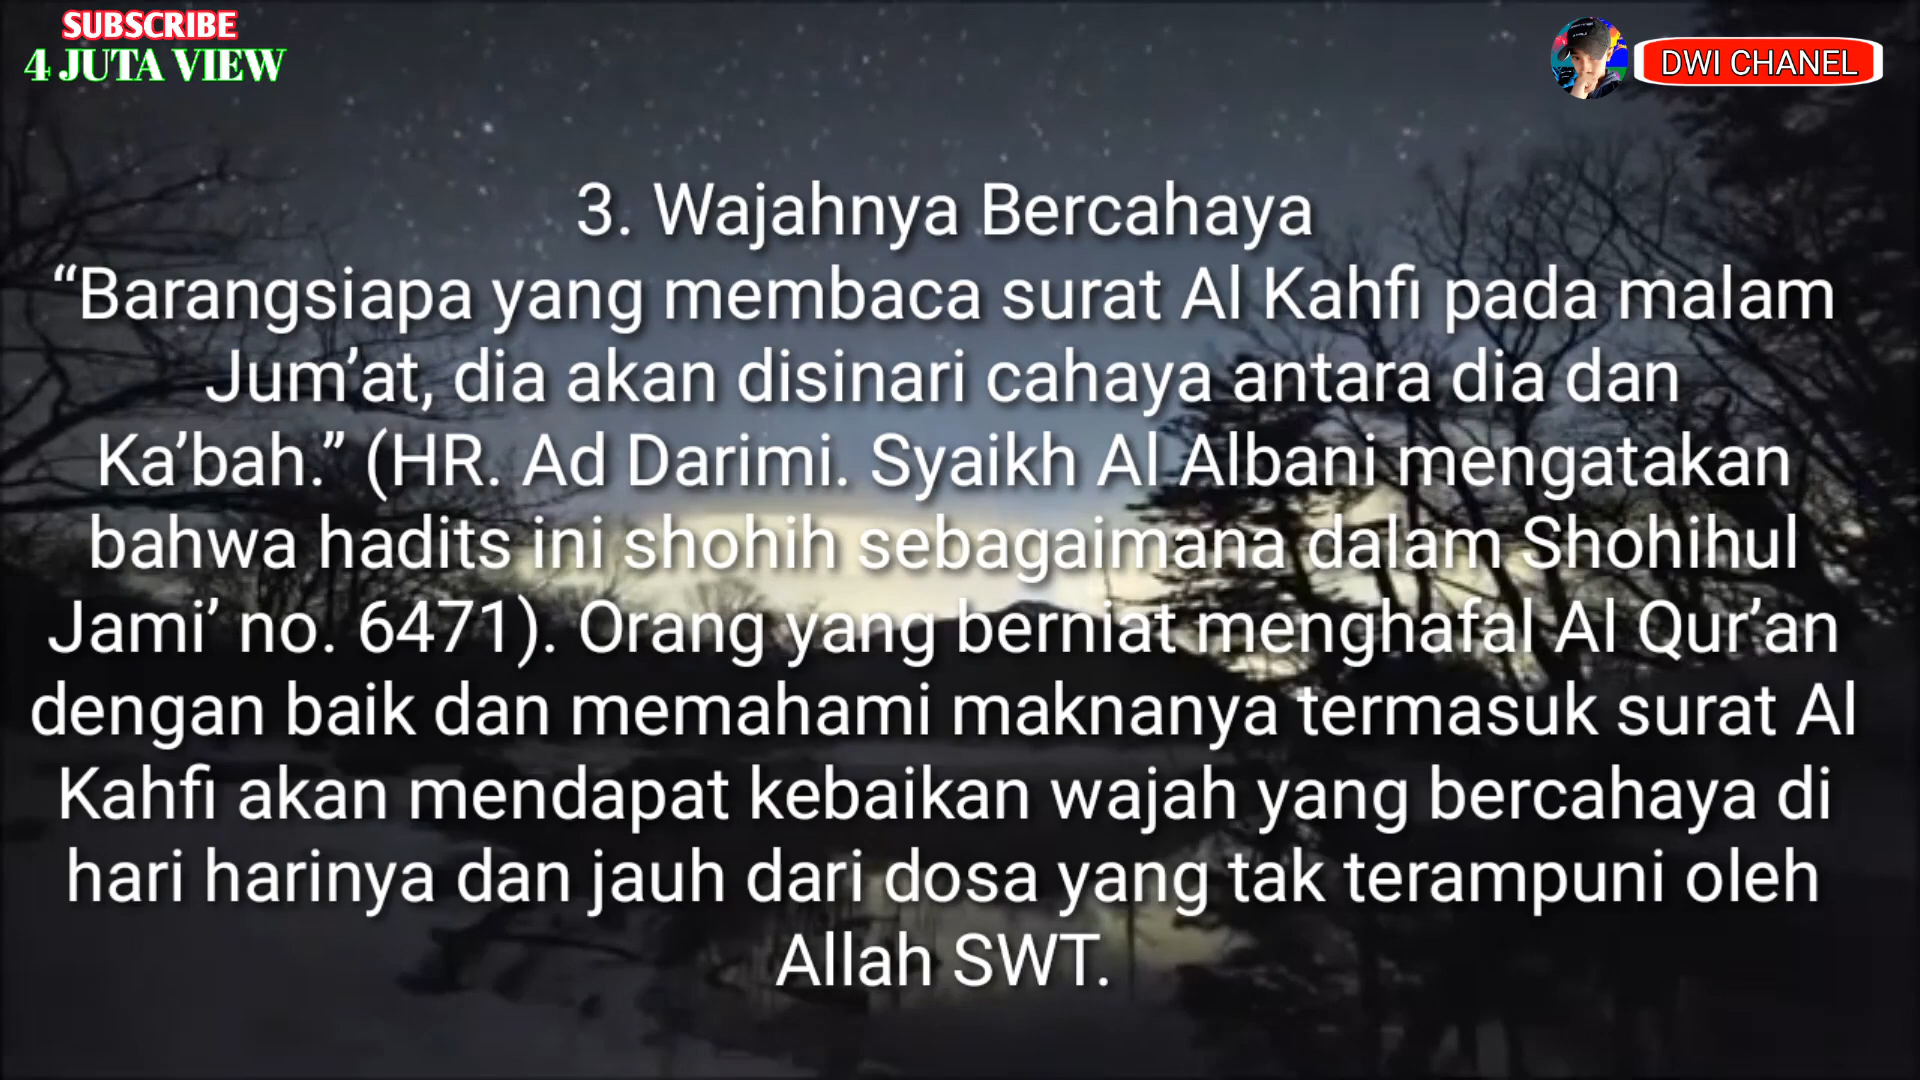 SUBSCRIBE
4 JUTA VIEW
DWI CHANEL
3. Wajahnya Bercahaya
“Barangsiapa yang membaca surat Al Kahfi pada malam
Jum’at, dia akan disinari cahaya antara dia dan
Ka’bah.” (HR. Ad Darimi. Syaikh Al Albani mengatakan
bahwa hadits ini shohih sebagaimana dalam Shohihul
Jami’ no. 6471). Orang yang berniat menghafal Al Qur’an
dengan baik dan memahami maknanya termasuk surat Al
Kahfi akan mendapat kebaikan wajah yang bercahaya di
hari harinya dan jauh dari dosa yang tak terampuni oleh
Allah SWT.